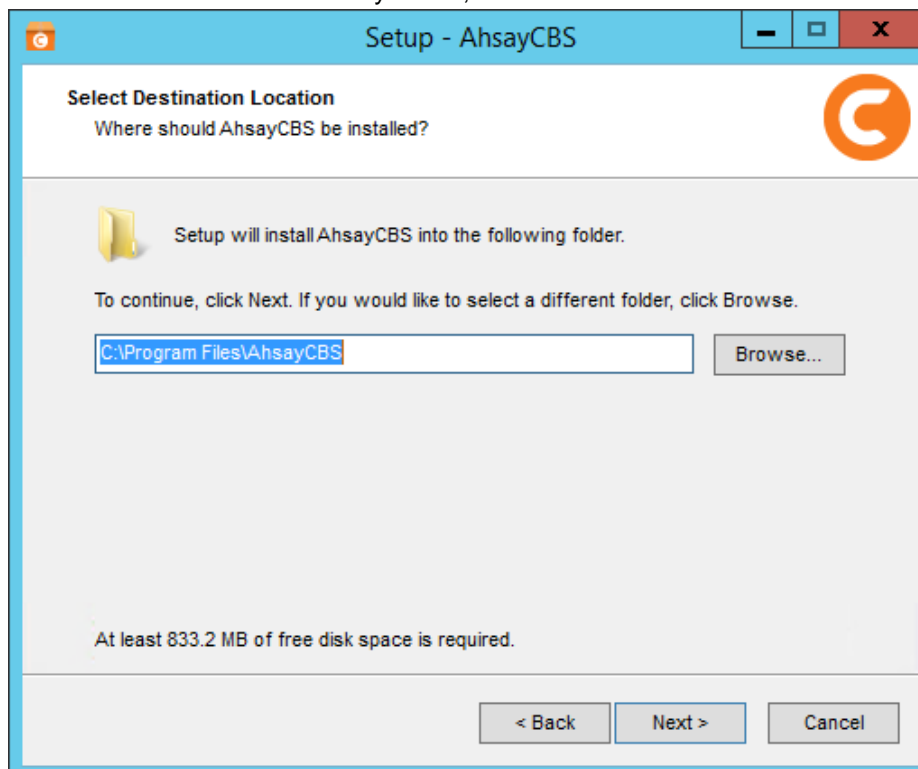 Setup - AhsayCBS
Select Destination Location
Where should AhsayCBS be installed?
Setup will install AhsayCBS into the following folder.
To continue, click Next. If you would like to select a different folder, click Browse.
C:\Program Files\AhsayCBS
Browse...
At least 833.2 MB of free disk space is required.
< Back
Next >
Cancel